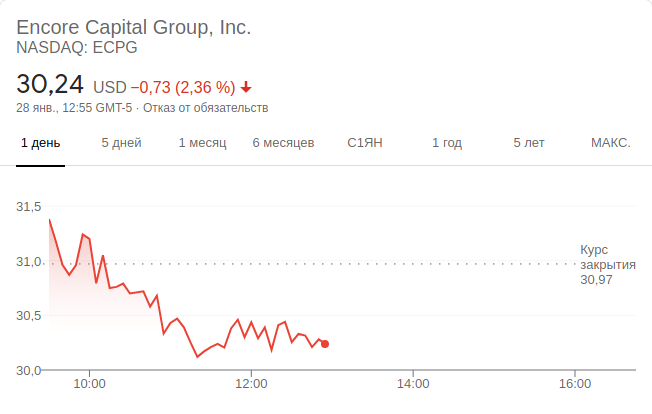 Encore Capital Group, Inc.
NASDAQ: ECPG
30,24 USD −0,73 (2,36 %)
28 янв., 12:55 GMT-5 · Отказ от обязательств
1 день 5 дней 1 месяц 6 месяцев С1ЯН 1 год 5 лет МАКС.
31,5
31,0
30,5
30,0
Курс
закрытия
30,97
10:00 12:00 14:00 16:00